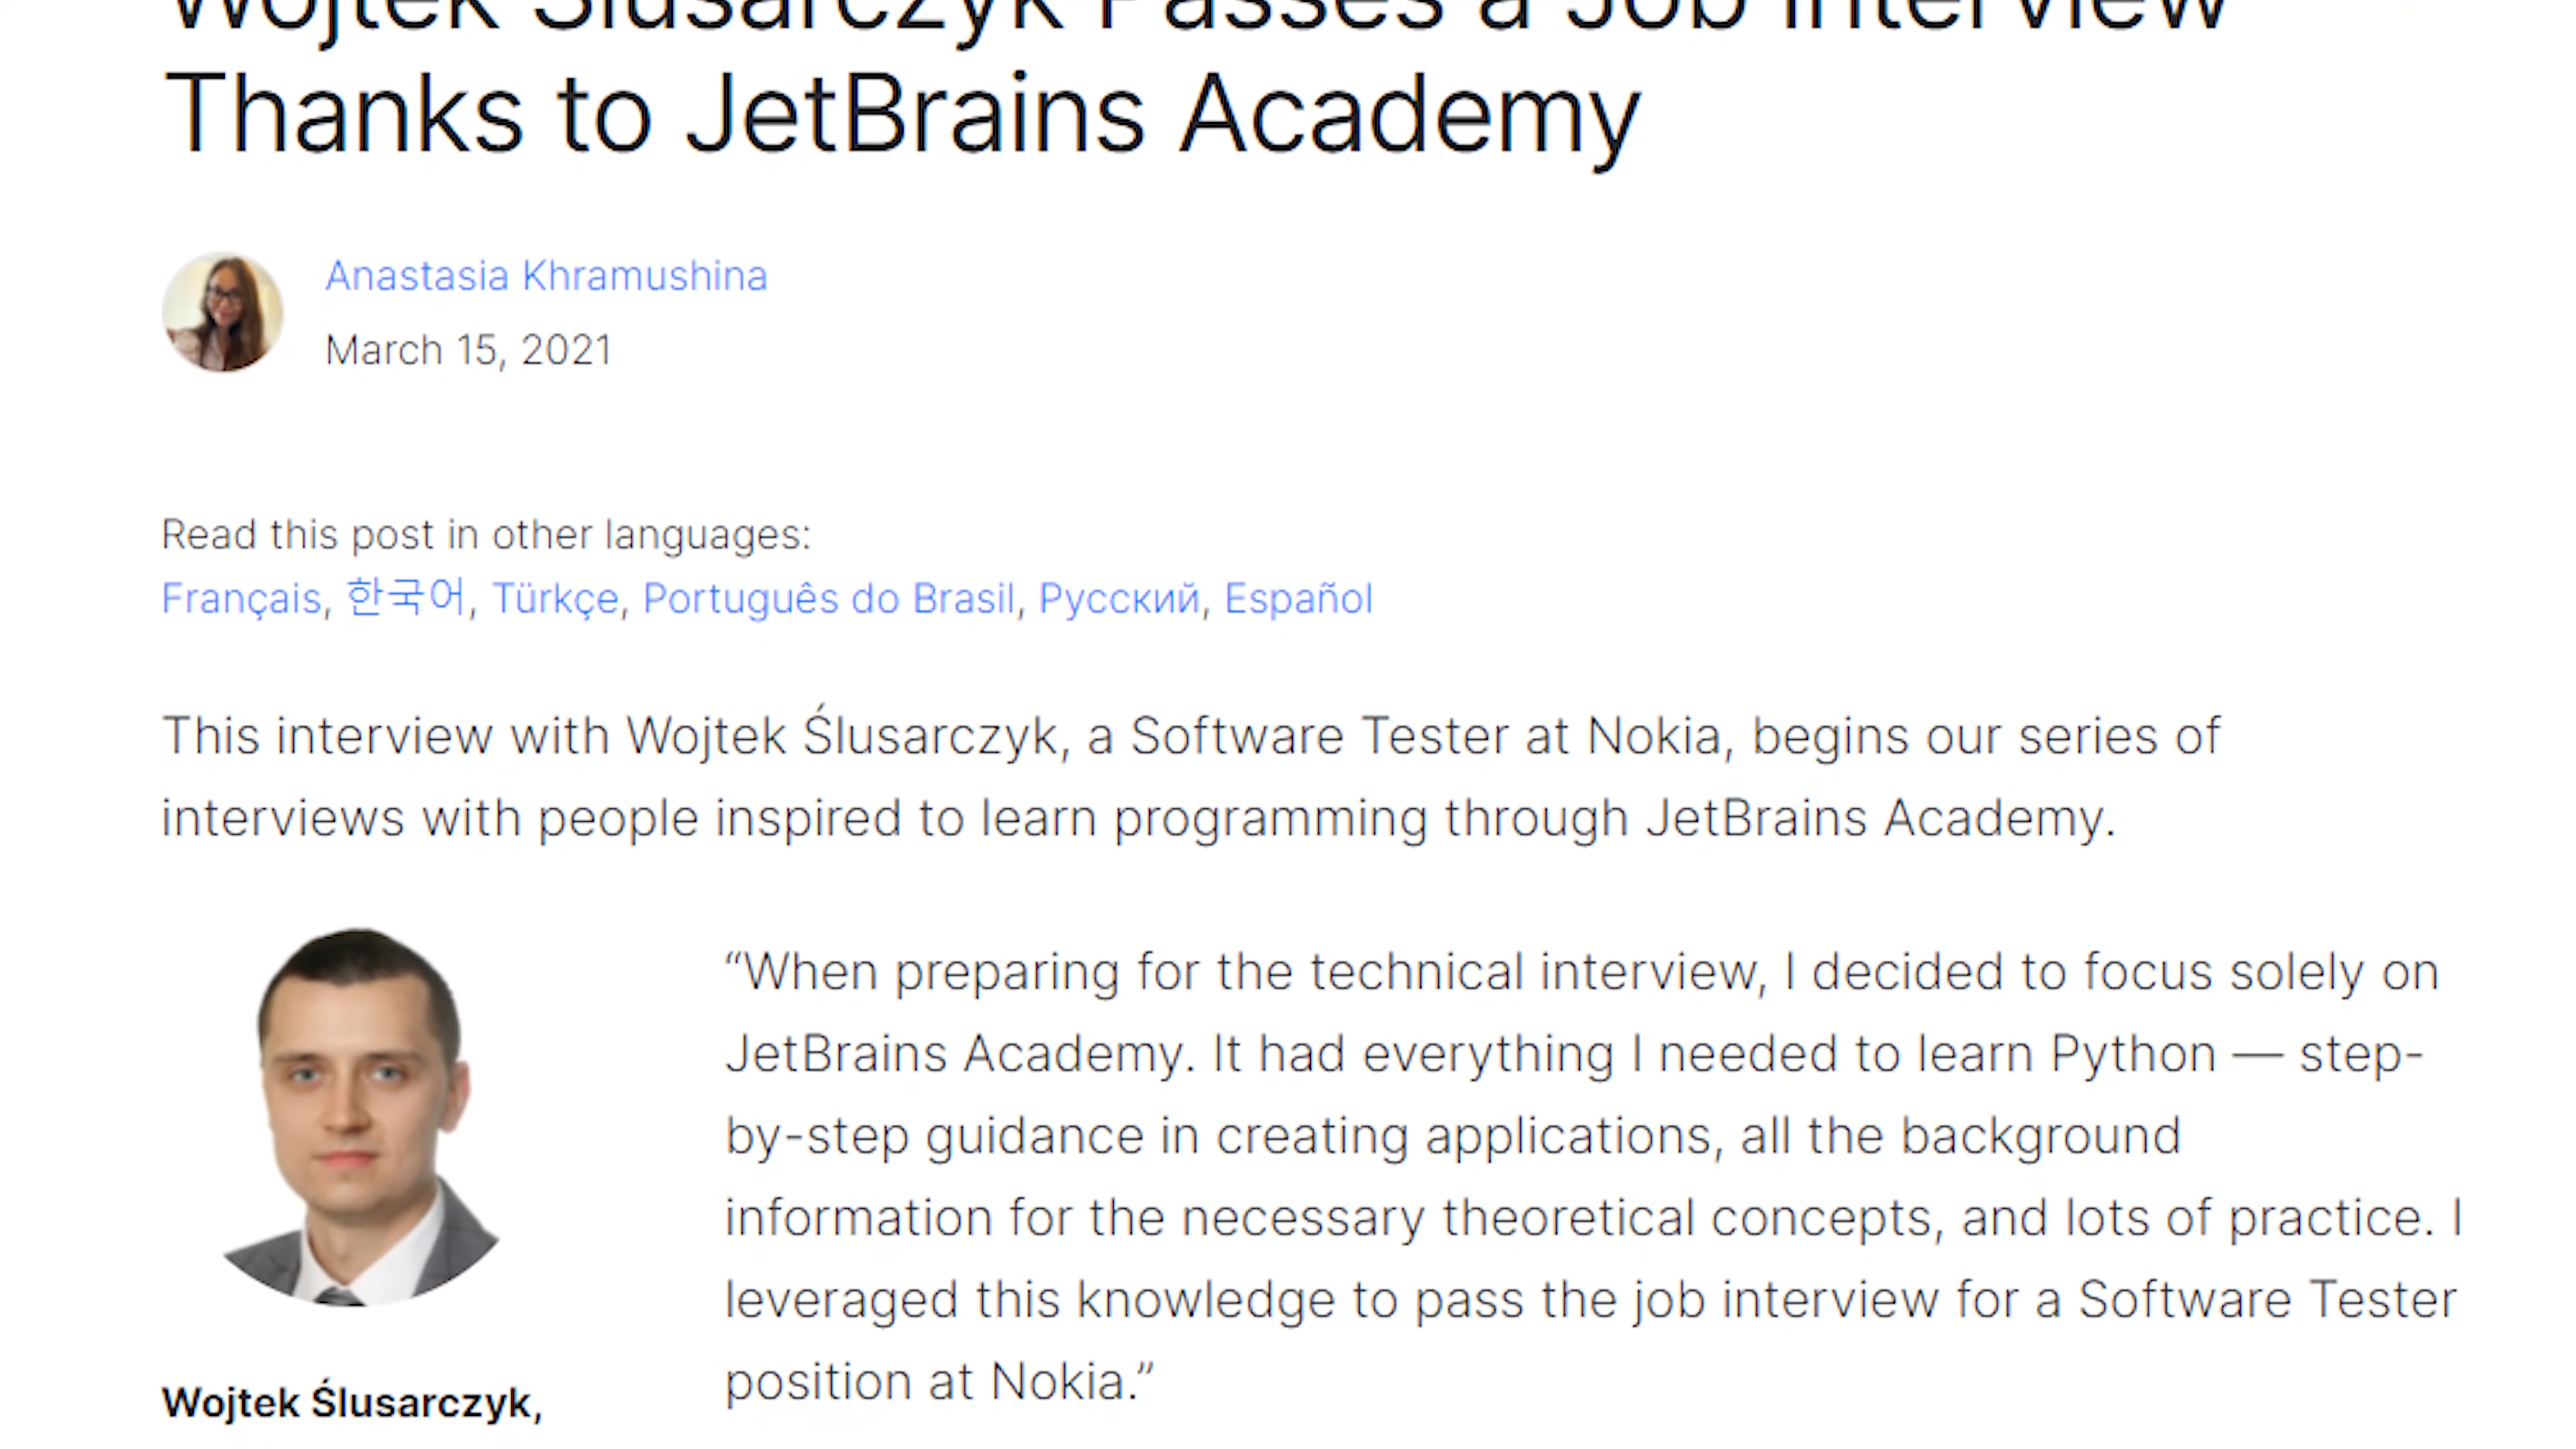 Wojtek Ślusarczyk Passes a Job Interview
Thanks to JetBrains Academy
Anastasia Khramushina
March 15, 2021
Read this post in other languages:
Français, 한국어, Türkçe, Português do Brasil, Русский, Español
This interview with Wojtek Ślusarczyk, a Software Tester at Nokia, begins our series of
interviews with people inspired to learn programming through JetBrains Academy.
“When preparing for the technical interview, I decided to focus solely on
JetBrains Academy. It had everything I needed to learn Python — step-
by-step guidance in creating applications, all the background
information for the necessary theoretical concepts, and lots of practice. I
leveraged this knowledge to pass the job interview for a Software Tester
position at Nokia.”
Wojtek Ślusarczyk,